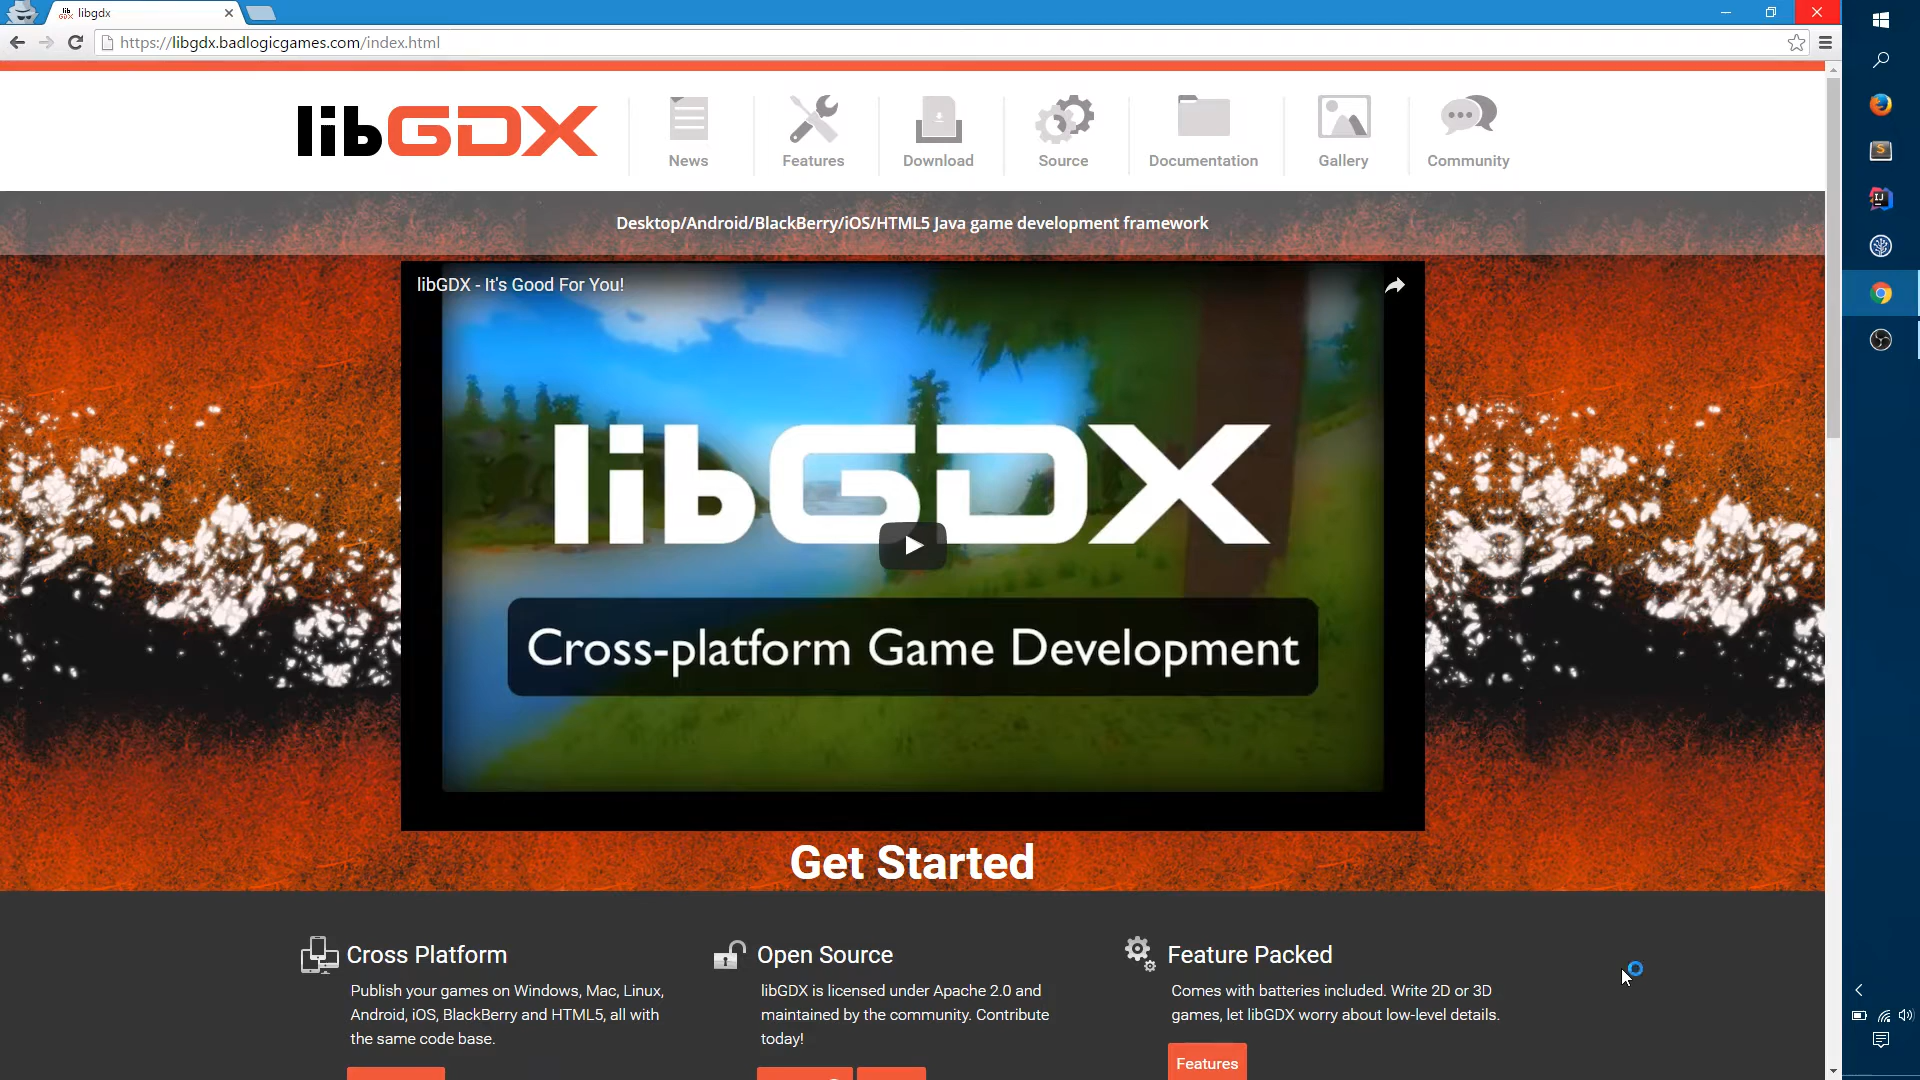 libgdx
https://libgdx.badlogicgames.com/index.html
libGDX
News
Features
Download
Source
Documentation
Gallery
Community
Desktop/Android/BlackBerry/iOS/HTML5 Java game development framework
libGDX - It's Good For You!
libGDX
Cross-platform Game Development
Get Started
Cross Platform
Publish your games on Windows, Mac, Linux,
Android, iOS, BlackBerry and HTML5, all with
the same code base.
Open Source
libGDX is licensed under Apache 2.0 and
maintained by the community. Contribute
today!
Feature Packed
Comes with batteries included. Write 2D or 3D
games, let libGDX worry about low-level details.
Features